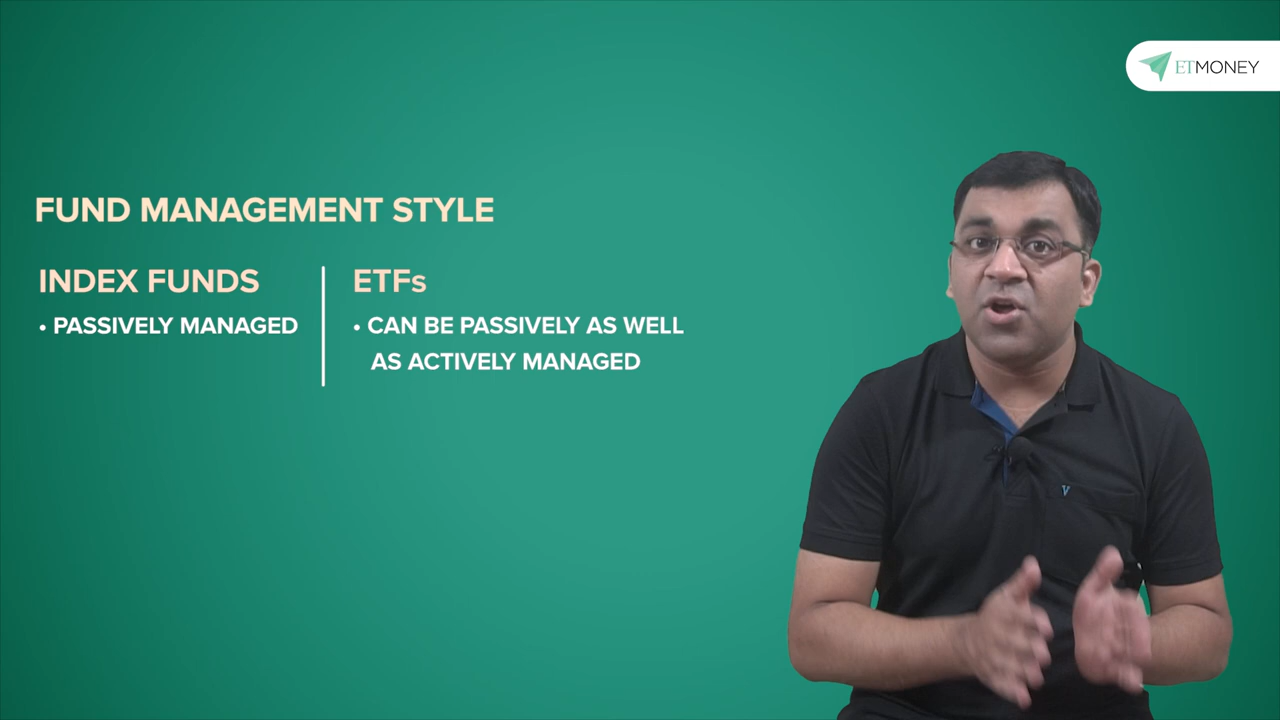 ETMONEY
FUND MANAGEMENT STYLE
INDEX FUNDS
• PASSIVELY MANAGED
ETFs
• CAN BE PASSIVELY AS WELL
AS ACTIVELY MANAGED
V